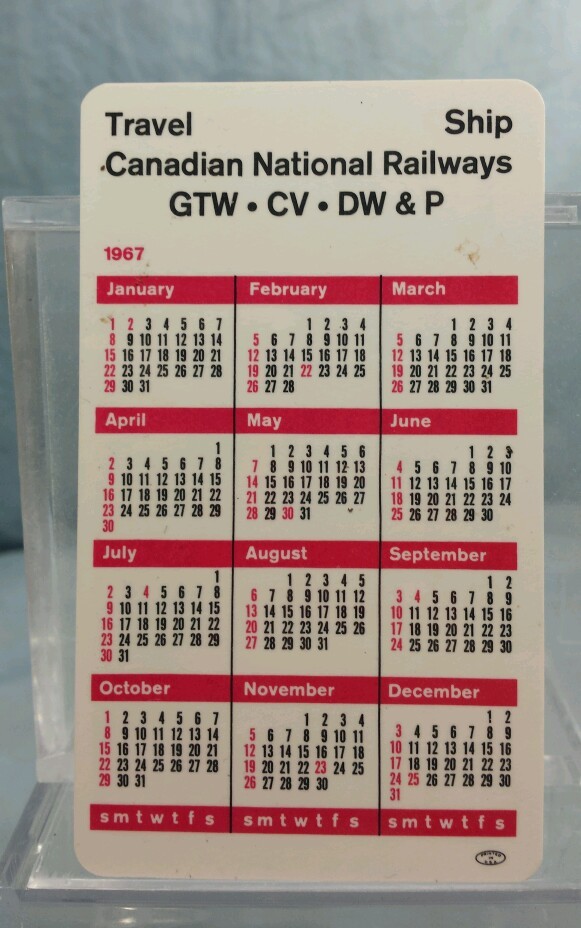 Travel Ship
Canadian National Railways
GTW • CV • DW & P
1967
January February March
1 2 3 4 5 6 7
8 9 10 11 12 13 14
15 16 17 18 19 20 21
22 23 24 25 26 27 28
29 30 31
1 2 3 4
5 6 7 8 9 10 11
12 13 14 15 16 17 18
19 20 21 22 23 24 25
26 27 28
1 2 3 4
5 6 7 8 9 10 11
12 13 14 15 16 17 18
19 20 21 22 23 24 25
26 27 28 29 30 31
April May June
1
2 3 4 5 6 7 8
9 10 11 12 13 14 15
16 17 18 19 20 21 22
23 24 25 26 27 28 29
30
1 2 3 4 5 6
7 8 9 10 11 12 13
14 15 16 17 18 19 20
21 22 23 24 25 26 27
28 29 30 31
1 2 3
4 5 6 7 8 9 10
11 12 13 14 15 16 17
18 19 20 21 22 23 24
25 26 27 28 29 30
July August September
1
2 3 4 5 6 7 8
9 10 11 12 13 14 15
16 17 18 19 20 21 22
23 24 25 26 27 28 29
30 31
1 2 3 4 5
6 7 8 9 10 11 12
13 14 15 16 17 18 19
20 21 22 23 24 25 26
27 28 29 30 31
1 2
3 4 5 6 7 8 9
10 11 12 13 14 15 16
17 18 19 20 21 22 23
24 25 26 27 28 29 30
October November December
1 2 3 4 5 6 7
8 9 10 11 12 13 14
15 16 17 18 19 20 21
22 23 24 25 26 27 28
29 30 31
1 2 3 4
5 6 7 8 9 10 11
12 13 14 15 16 17 18
19 20 21 22 23 24 25
26 27 28 29 30
1 2
3 4 5 6 7 8 9
10 11 12 13 14 15 16
17 18 19 20 21 22 23
24 25 26 27 28 29 30
31
s m t w t f s s m t w t f s s m t w t f s
PRINTED
IN
U.S.A.